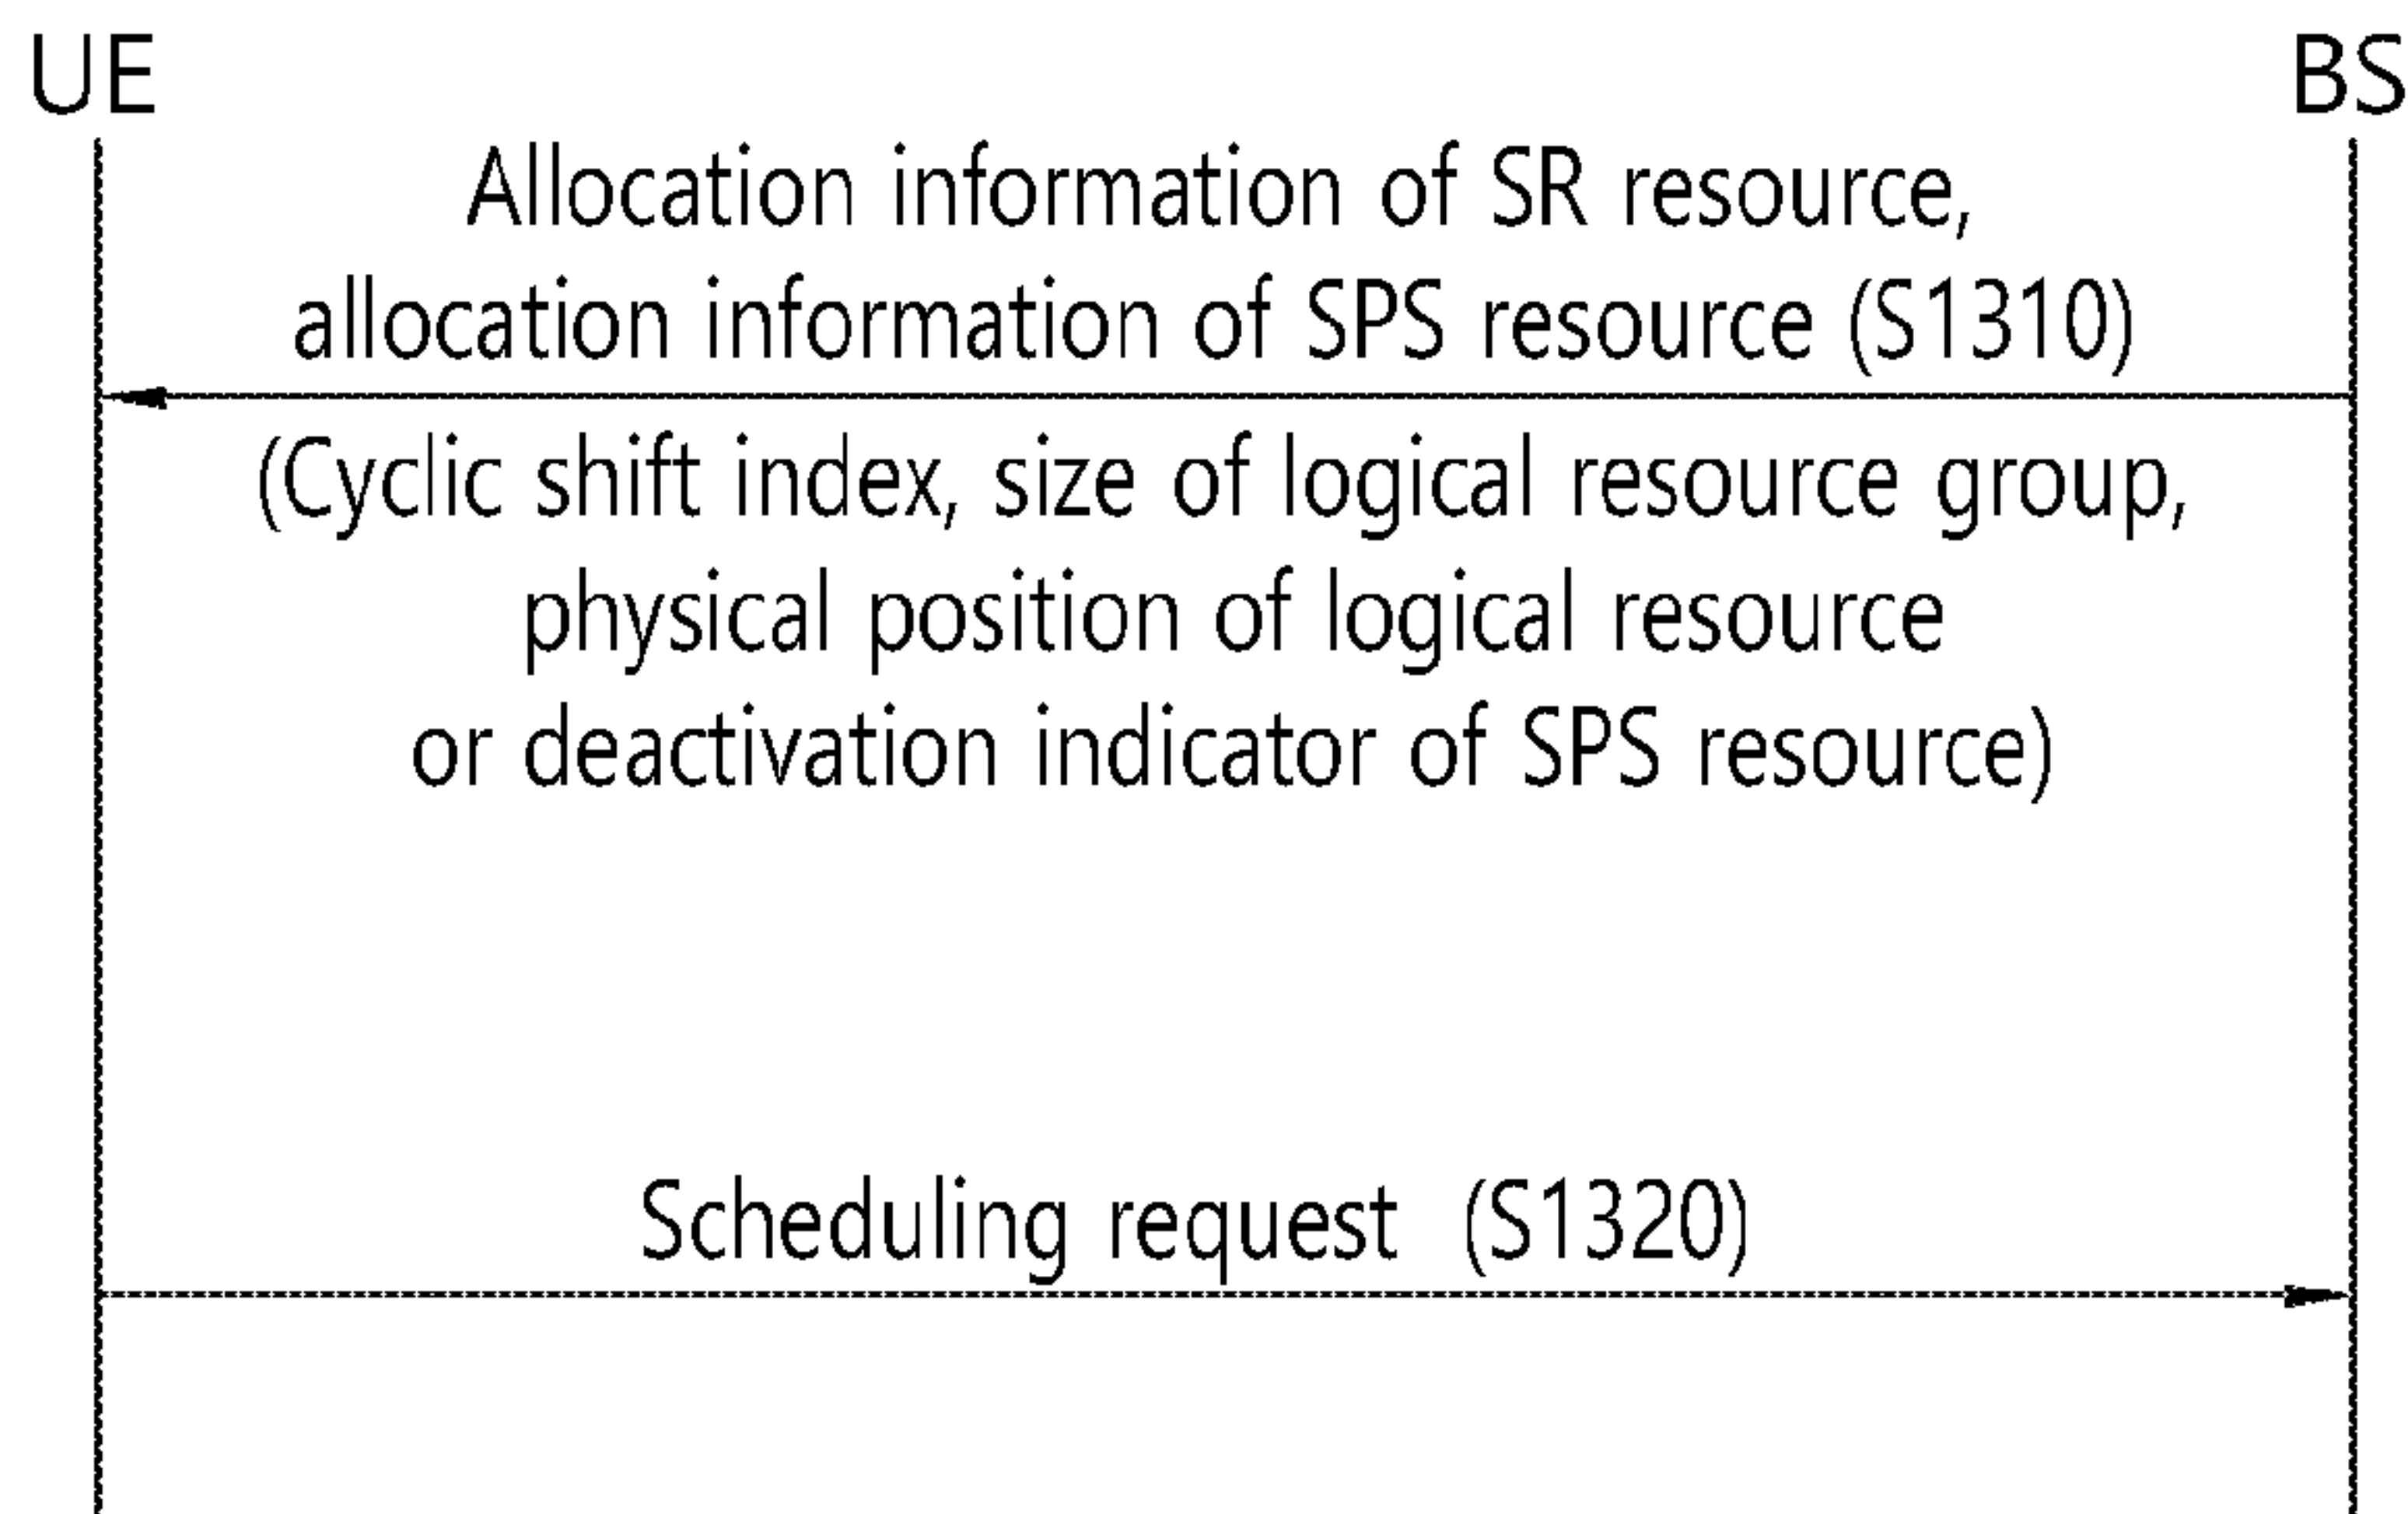 UE
BS
Allocation information of SR resource,
allocation information of SPS resource (S1310)
(Cyclic shift index, size of logical resource group,
physical position of logical resource
or deactivation indicator of SPS resource)
Scheduling request (S1320)